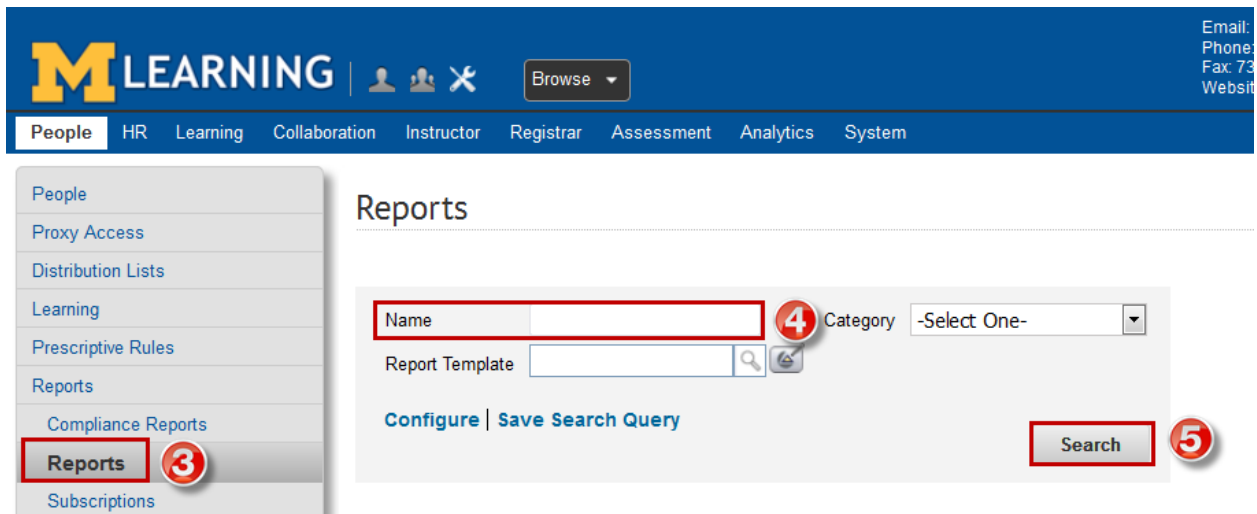 Email:
Phone:
Fax: 73
Websit
M LEARNING
Browse
People HR Learning Collaboration Instructor Registrar Assessment Analytics System
People
Proxy Access
Distribution Lists
Learning
Prescriptive Rules
Reports
Compliance Reports
Reports 3
Subscriptions
Reports
Name 4 Category -Select One-
Report Template
Configure | Save Search Query
Search 5